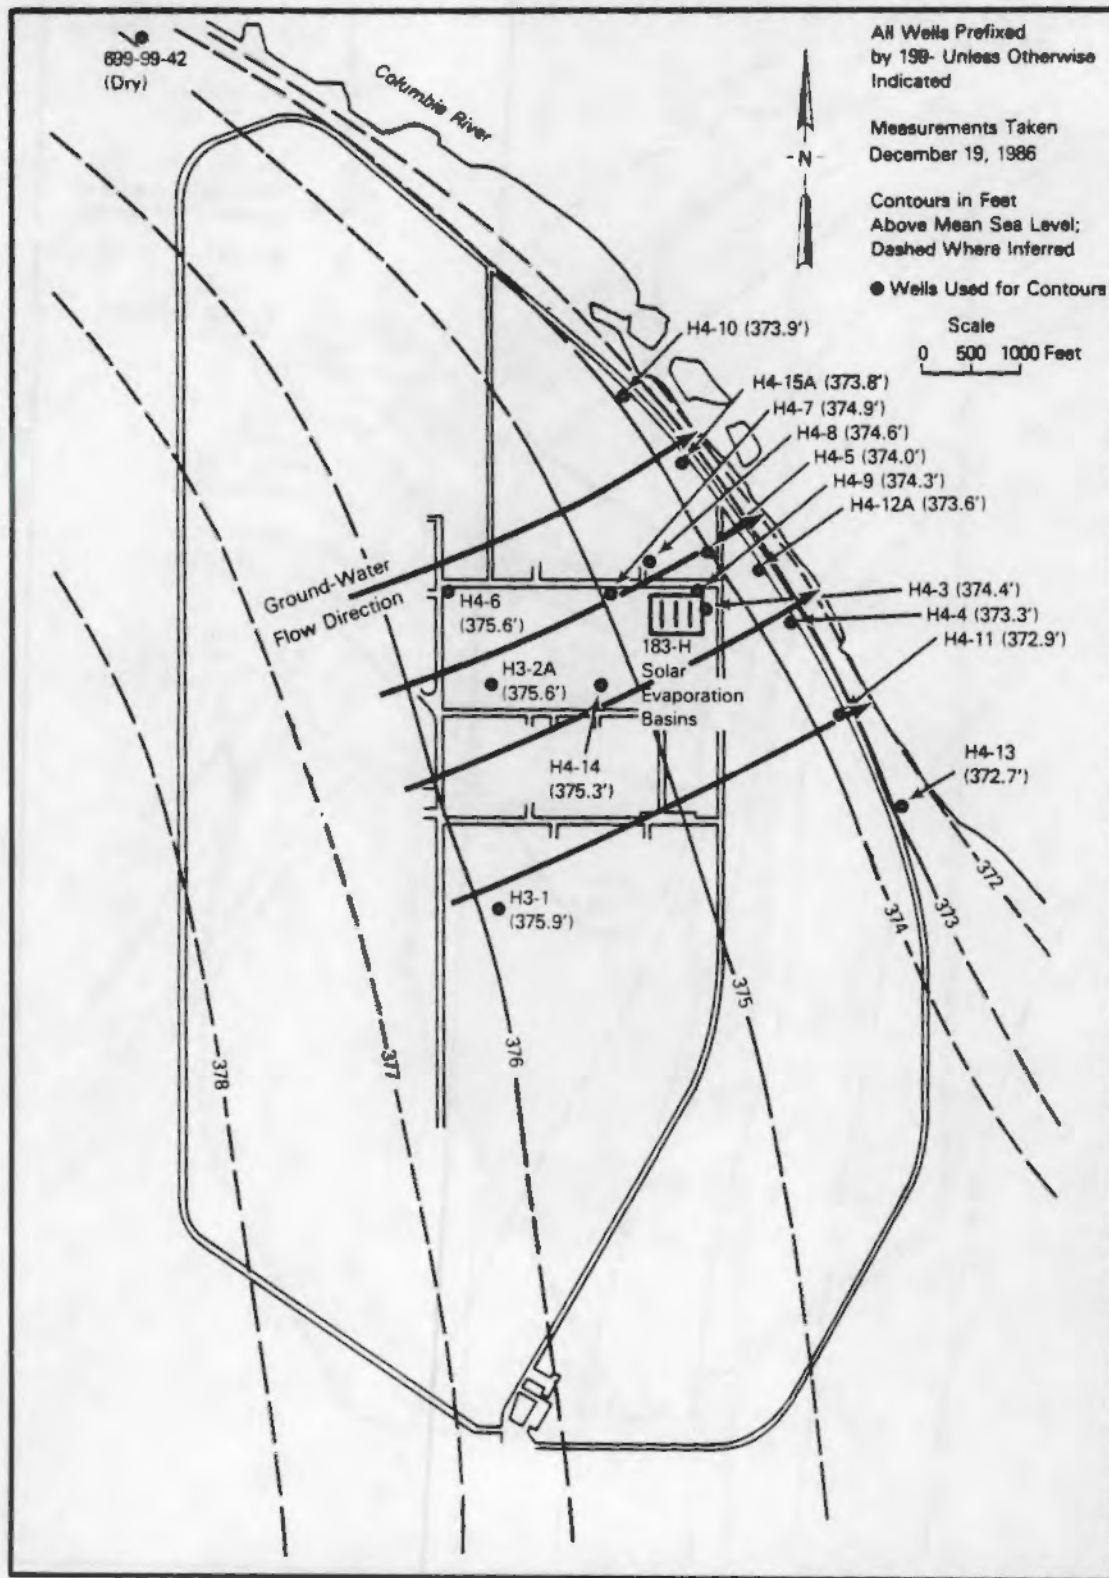 All Wells Prefixed
by 199- Unless Otherwise
Indicated
Measurements Taken
December 19, 1986
Contours in Feet
Above Mean Sea Level;
Dashed Where Inferred
● Wells Used for Contours
Scale
0 500 1000 Feet
-N-
699-99-42
(Dry)
Columbia River
H4-10 (373.9')
H4-15A (373.8')
H4-7 (374.9')
H4-8 (374.6')
H4-5 (374.0')
H4-9 (374.3')
H4-12A (373.6')
H4-3 (374.4')
H4-4 (373.3')
H4-11 (372.9')
H4-13
(372.7')
Ground-Water
Flow Direction
H4-6
(375.6')
H3-2A
(375.6')
183-H
Solar
Evaporation
Basins
H4-14
(375.3')
H3-1
(375.9')
372
373
374
375
376
377
378